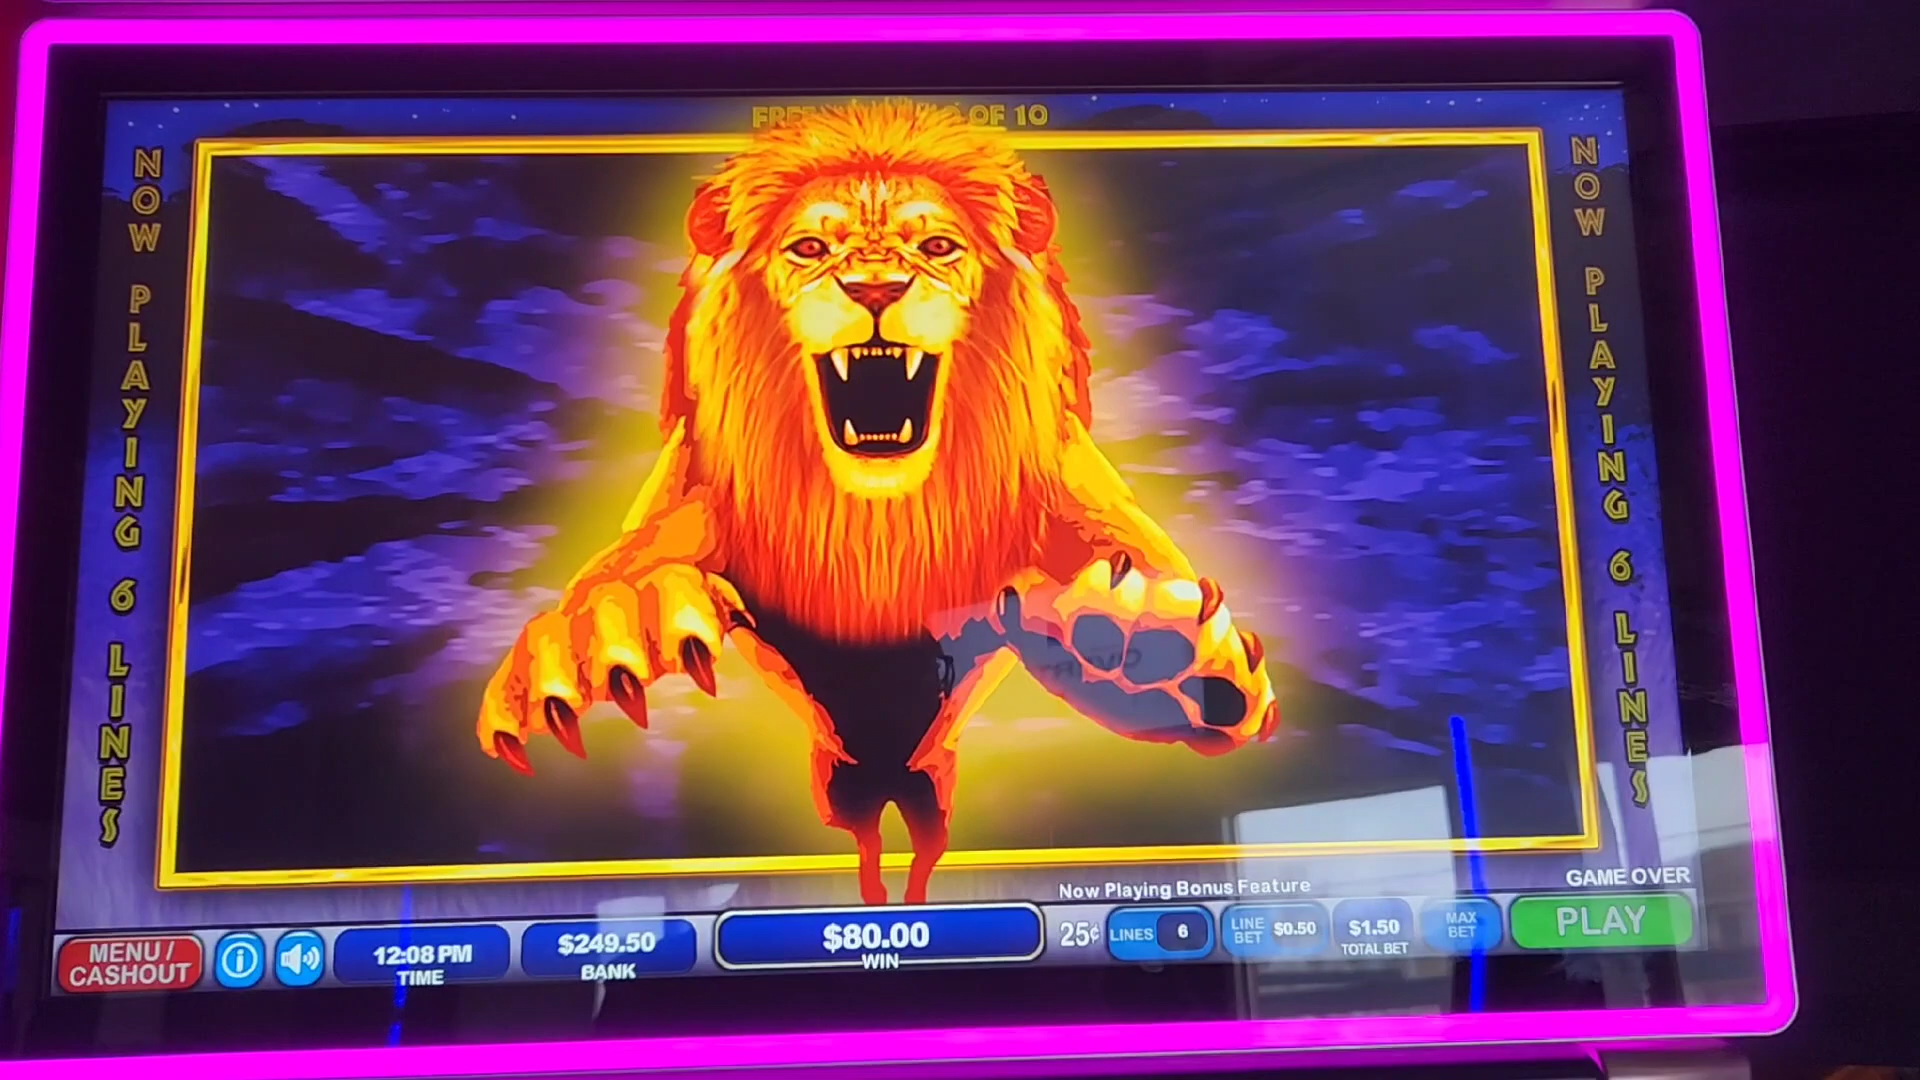 FREE OF 10
NOW PLAYING 6 LINES
NOW PLAYING 6 LINES
Now Playing Bonus Feature
GAME OVER
MENU /
CASHOUT
12:08 PM
TIME
$249.50
BANK
$80.00
WIN
25¢
LINES 6
LINE
BET
$0.50
$1.50
TOTAL BET
MAX
BET
PLAY